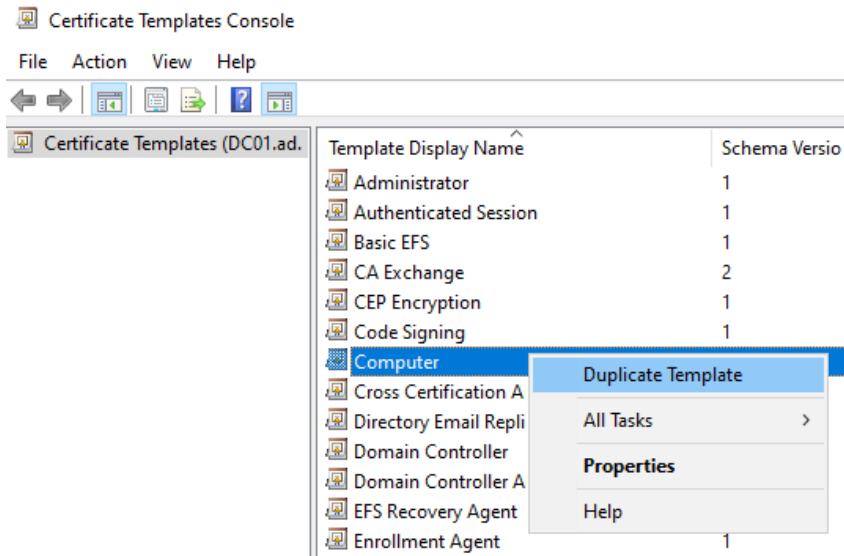 Certificate Templates Console
File Action View Help
Certificate Templates (DC01.ad.
Template Display Name Schema Versio
Administrator 1
Authenticated Session 1
Basic EFS 1
CA Exchange 2
CEP Encryption 1
Code Signing 1
Computer
Duplicate Template
Cross Certification A
Directory Email Repli
All Tasks
Domain Controller
Properties
Domain Controller A
EFS Recovery Agent
Help
Enrollment Agent 1